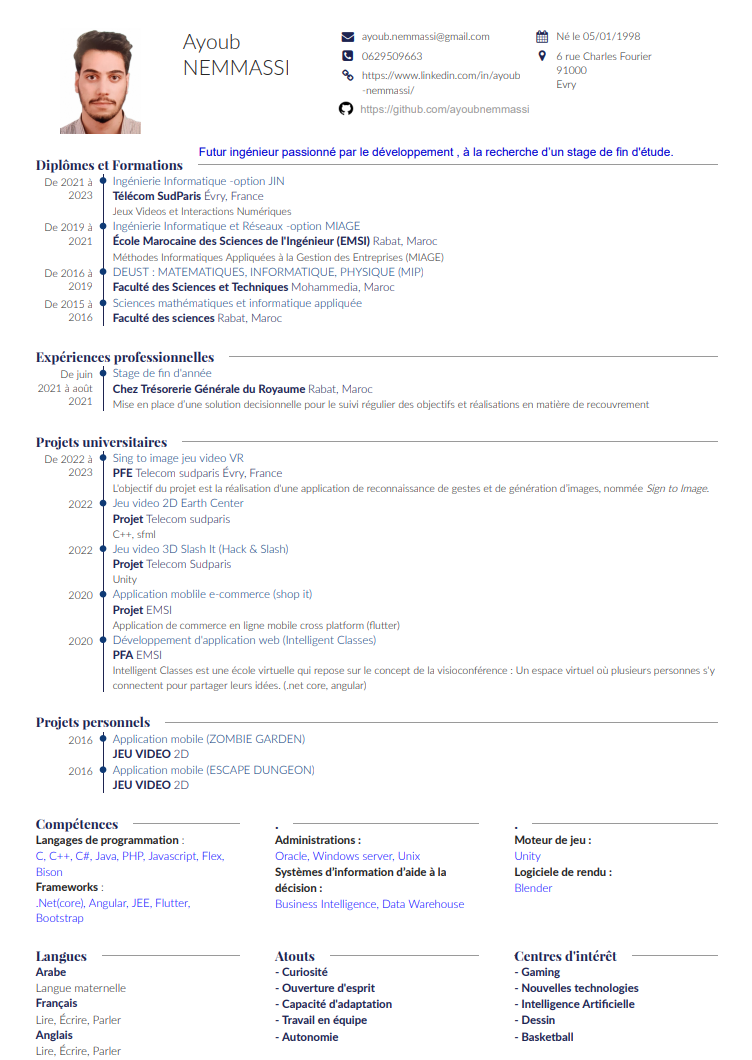 Ayoub
NEMMASSI
ayoub.nemmassi@gmail.com
0629509663
https://www.linkedin.com/in/ayoub
-nemmassi/
https://github.com/ayoubnemmassi
Né le 05/01/1998
6 rue Charles Fourier
91000
Evry
Futur ingénieur passionné par le développement , à la recherche d'un stage de fin d'étude.
Diplômes et Formations
De 2021 à
2023
Ingénierie Informatique -option JIN
Télécom SudParis Évry, France
Jeux Videos et Interactions Numériques
De 2019 à
2021
Ingénierie Informatique et Réseaux -option MIAGE
École Marocaine des Sciences de l'Ingénieur (EMSI) Rabat, Maroc
Méthodes Informatiques Appliquées à la Gestion des Entreprises (MIAGE)
De 2016 à
2019
DEUST : MATEMATIQUES, INFORMATIQUE, PHYSIQUE (MIP)
Faculté des Sciences et Techniques Mohammedia, Maroc
De 2015 à
2016
Sciences mathématiques et informatique appliquée
Faculté des sciences Rabat, Maroc
Expériences professionnelles
De juin
2021 à août
2021
Stage de fin d'année
Chez Trésorerie Générale du Royaume Rabat, Maroc
Mise en place d'une solution decisionnelle pour le suivi régulier des objectifs et réalisations en matière de recouvrement
Projets universitaires
De 2022 à
2023
Sing to image jeu video VR
PFE Telecom sudparis Évry, France
L'objectif du projet est la réalisation d'une application de reconnaissance de gestes et de génération d'images, nommée Sign to Image.
2022
Jeu video 2D Earth Center
Projet Telecom sudparis
C++, sfml
2022
Jeu video 3D Slash It (Hack & Slash)
Projet Telecom Sudparis
Unity
2020
Application moblile e-commerce (shop it)
Projet EMSI
Application de commerce en ligne mobile cross platform (flutter)
2020
Développement d'application web (Intelligent Classes)
PFA EMSI
Intelligent Classes est une école virtuelle qui repose sur le concept de la visioconférence : Un espace virtuel où plusieurs personnes s'y
connectent pour partager leurs idées. (.net core, angular)
Projets personnels
2016
Application mobile (ZOMBIE GARDEN)
JEU VIDEO 2D
2016
Application mobile (ESCAPE DUNGEON)
JEU VIDEO 2D
Compétences
Langages de programmation :
C, C++, C#, Java, PHP, Javascript, Flex,
Bison
Frameworks :
.Net(core), Angular, JEE, Flutter,
Bootstrap
.
Administrations :
Oracle, Windows server, Unix
Systèmes d'information d'aide à la
décision :
Business Intelligence, Data Warehouse
.
Moteur de jeu :
Unity
Logiciele de rendu :
Blender
Langues
Arabe
Langue maternelle
Français
Lire, Écrire, Parler
Anglais
Lire, Écrire, Parler
Atouts
- Curiosité
- Ouverture d'esprit
- Capacité d'adaptation
- Travail en équipe
- Autonomie
Centres d'intérêt
- Gaming
- Nouvelles technologies
- Intelligence Artificielle
- Dessin
- Basketball